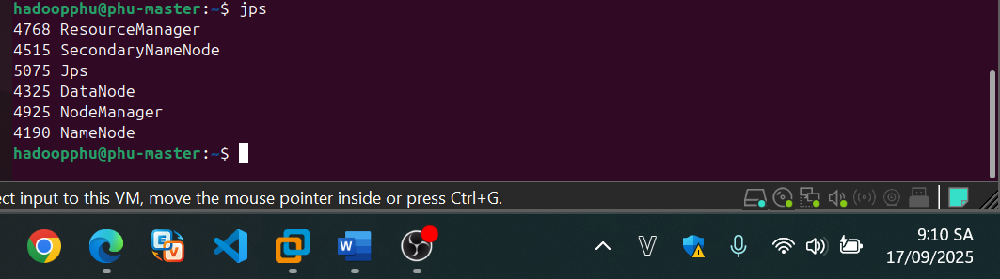 hadoopphu@phu-master:~$ jps
4768 ResourceManager
4515 SecondaryNameNode
5075 Jps
4325 DataNode
4925 NodeManager
4190 NameNode
hadoopphu@phu-master:~$
ect input to this VM, move the mouse pointer inside or press Ctrl+G.
E
V
W
V
9:10 SA
17/09/2025